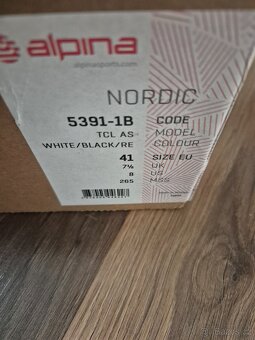 alpina
alpinasports.com
NORDIC
5391-1B CODE
TCL AS MODEL
WHITE/BLACK/RE COLOUR
41 SIZE EU
7½ UK
8 US
265 MSS